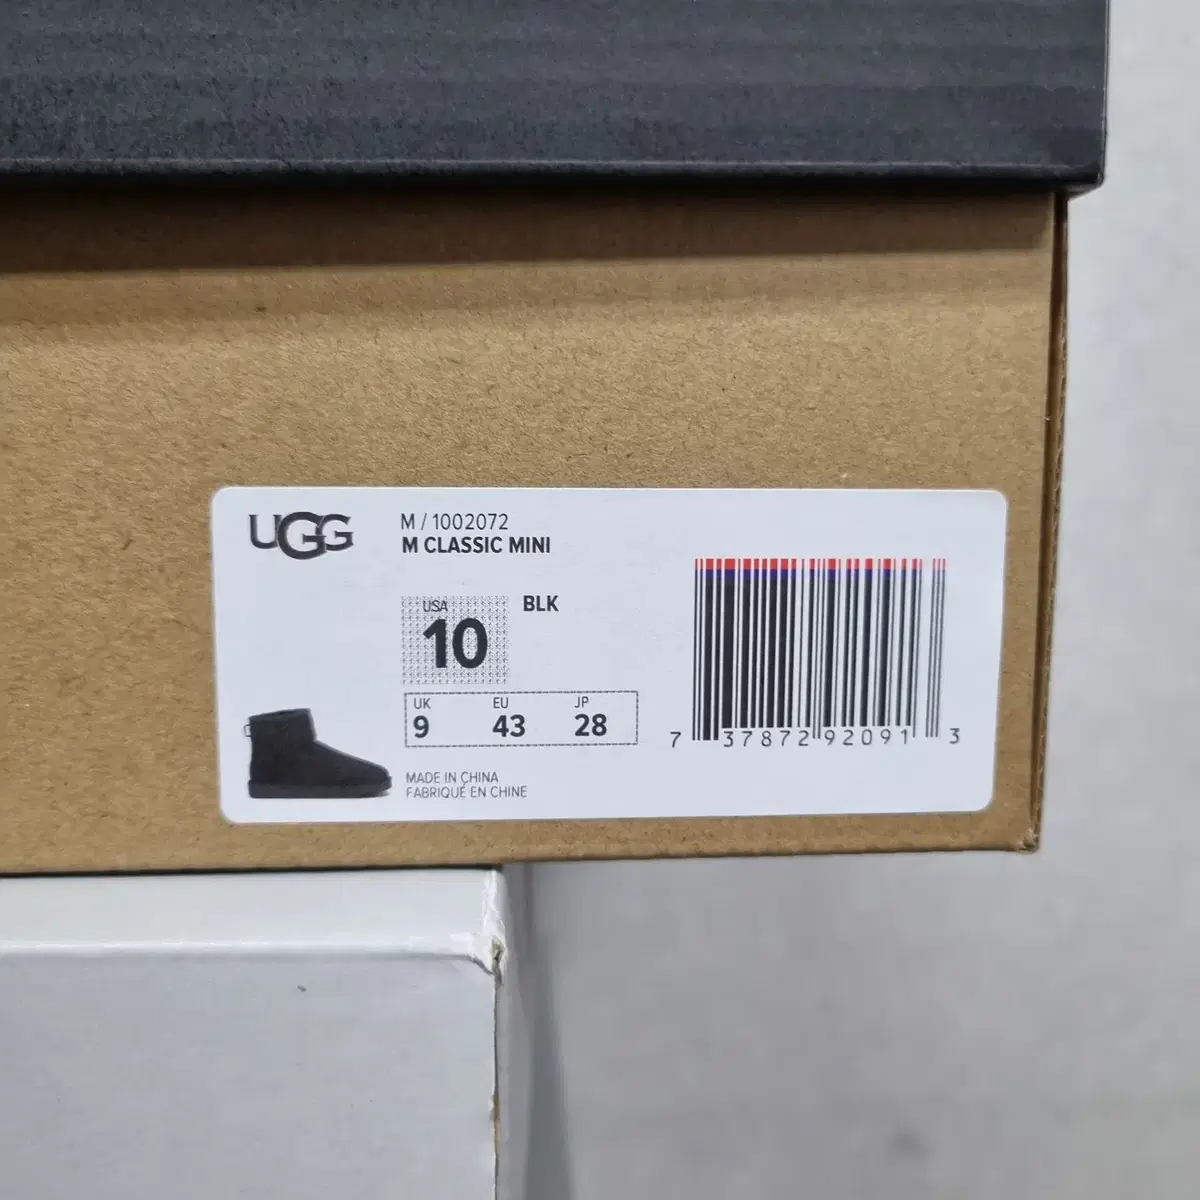 UGG
M / 1002072
M CLASSIC MINI
USA
10
BLK
UK EU JP
9 43 28
MADE IN CHINA
FABRIQUÉ EN CHINE
7 37872 92091 3